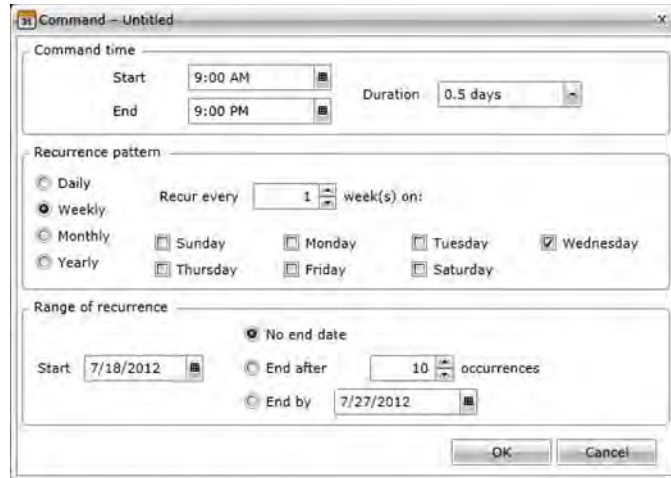 31 Command – Untitled x
Command time
Start 9:00 AM
Duration 0.5 days
End 9:00 PM
Recurrence pattern
Daily
Recur every 1 week(s) on:
Weekly
Monthly
Sunday Monday Tuesday Wednesday
Yearly
Thursday Friday Saturday
Range of recurrence
No end date
Start 7/18/2012
End after 10 occurrences
End by 7/27/2012
OK Cancel